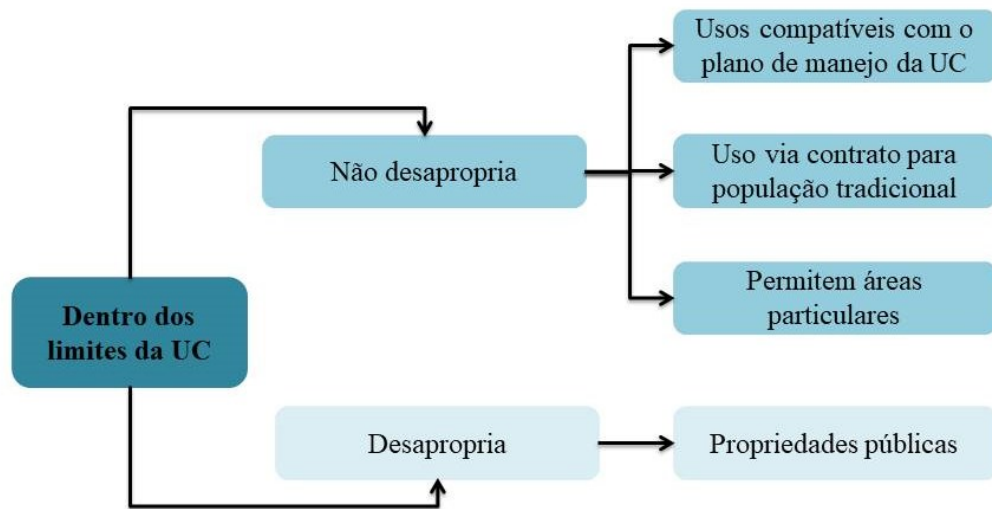 Usos compatíveis com o
plano de manejo da UC
Não desapropria
Uso via contrato para
população tradicional
Permitem áreas
particulares
Dentro dos
limites da UC
Desapropria
Propriedades públicas